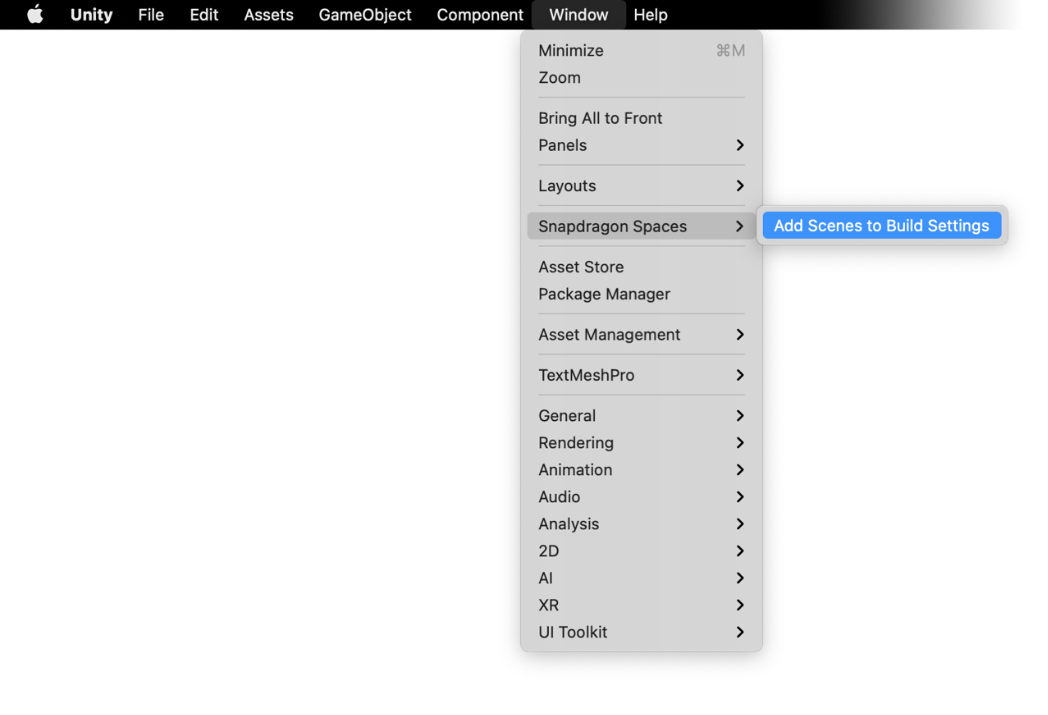 Unity File Edit Assets GameObject Component Window Help
Minimize ⌘M
Zoom
Bring All to Front
Panels
Layouts
Snapdragon Spaces Add Scenes to Build Settings
Asset Store
Package Manager
Asset Management
TextMeshPro
General
Rendering
Animation
Audio
Analysis
2D
AI
XR
UI Toolkit